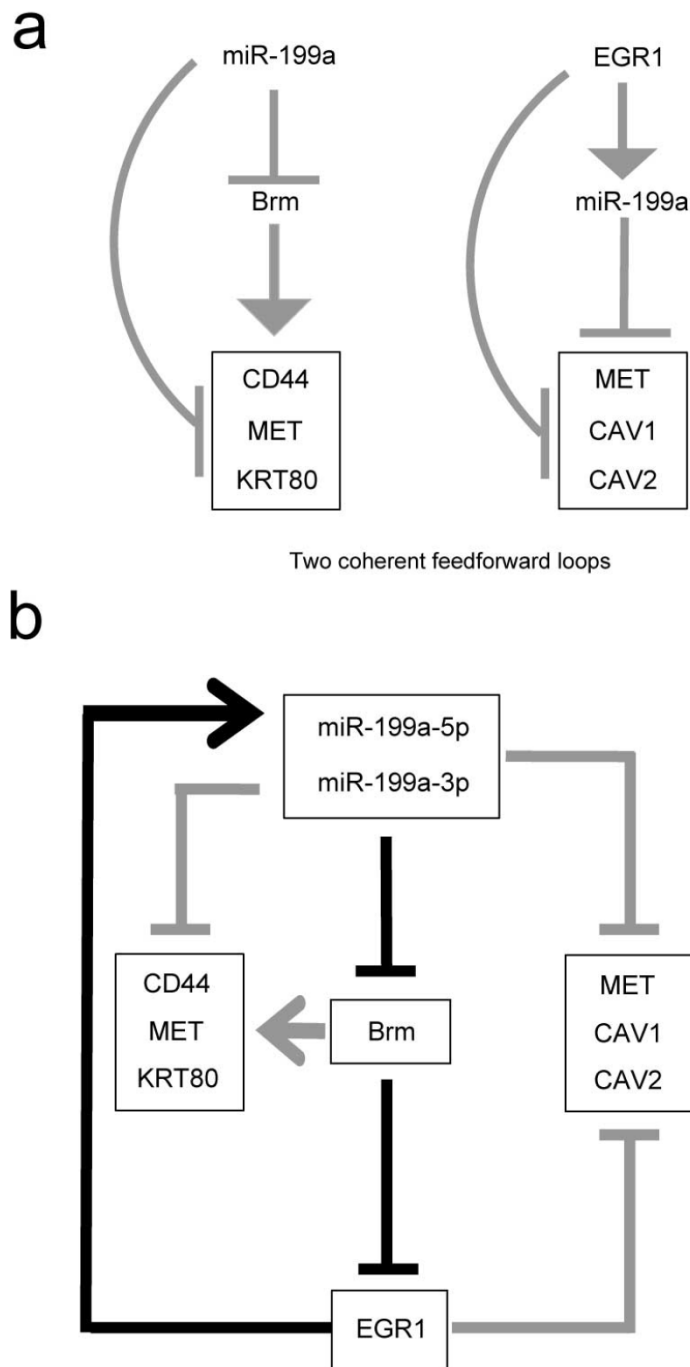 a
miR-199a
Brm
CD44
MET
KRT80
EGR1
miR-199a
MET
CAV1
CAV2
Two coherent feedforward loops
b
miR-199a-5p
miR-199a-3p
CD44
MET
KRT80
Brm
MET
CAV1
CAV2
EGR1